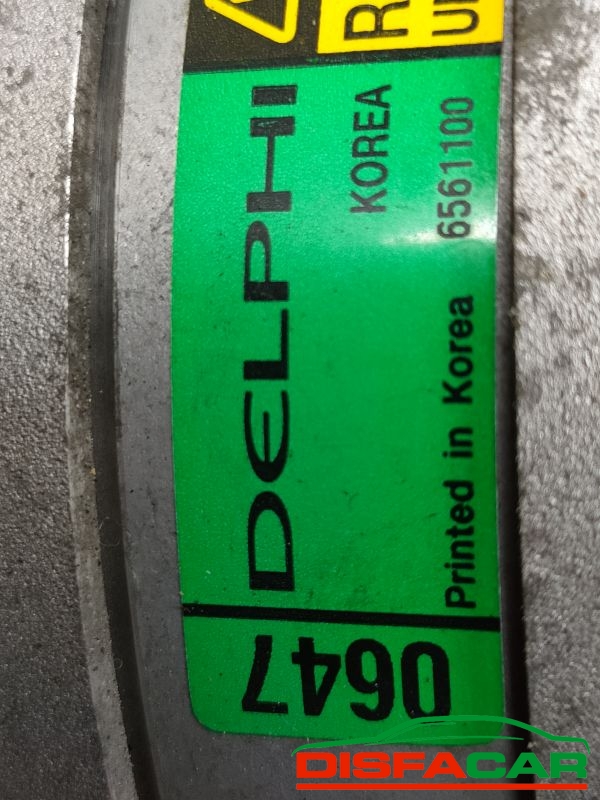 DELPHI
KOREA
Printed in Korea 6561100
0647
DISFACAR